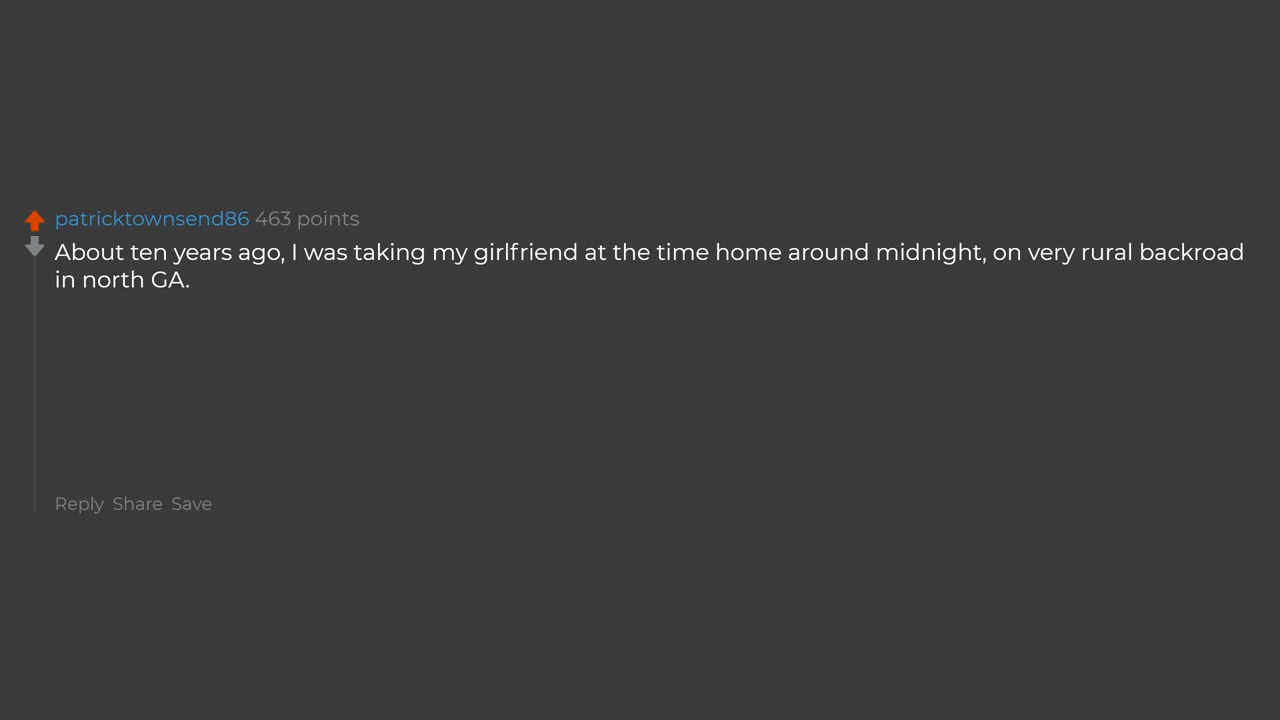 patricktownsend86 463 points
About ten years ago, I was taking my girlfriend at the time home around midnight, on very rural backroad
in north GA.
Reply Share Save